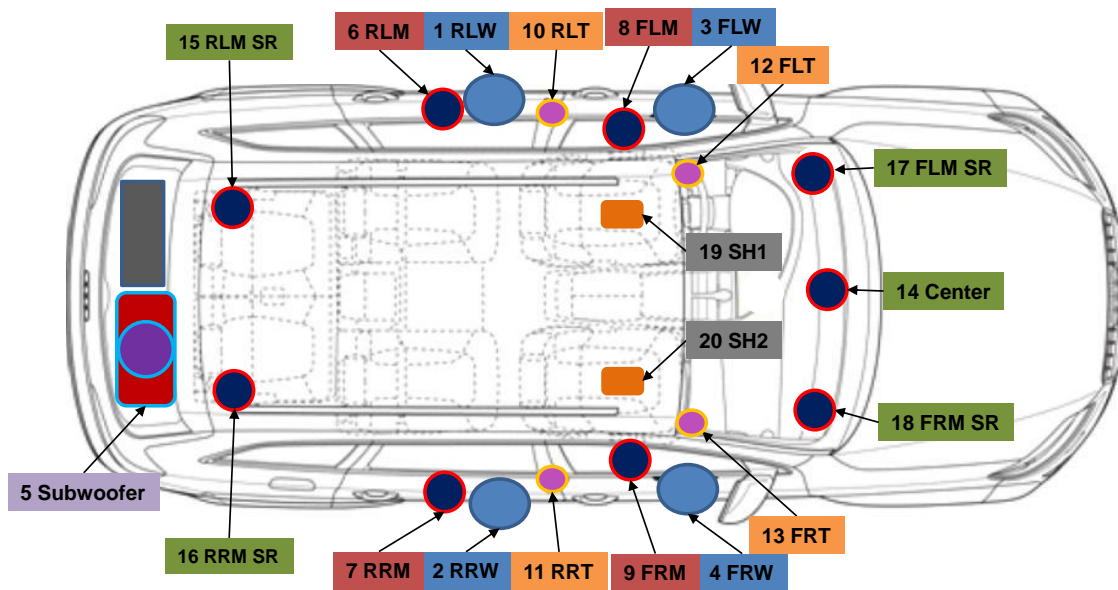 6 RLM
1 RLW
10 RLT
8 FLM
3 FLW
15 RLM SR
12 FLT
17 FLM SR
19 SH1
14 Center
20 SH2
18 FRM SR
5 Subwoofer
13 FRT
16 RRM SR
7 RRM
2 RRW
11 RRT
9 FRM
4 FRW